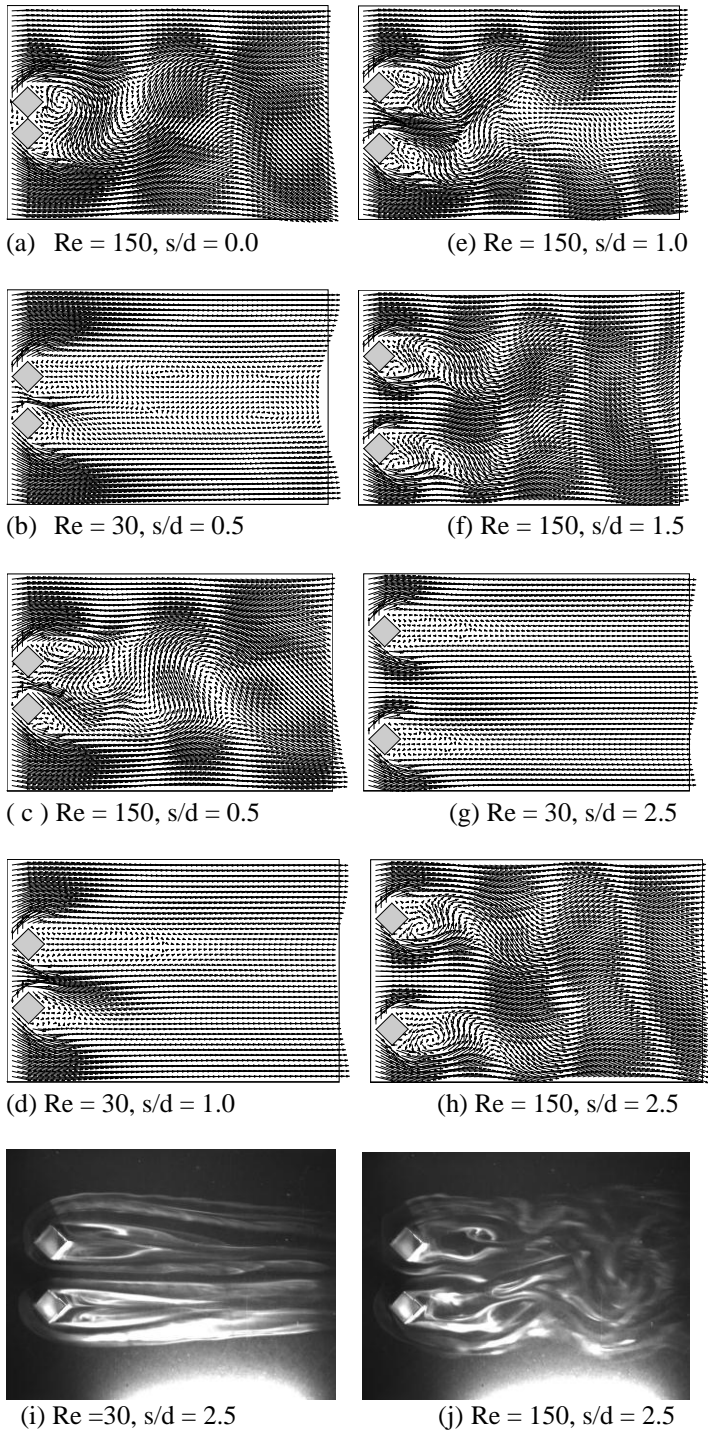 (a) Re = 150, s/d = 0.0
(e) Re = 150, s/d = 1.0
(b) Re = 30, s/d = 0.5
(f) Re = 150, s/d = 1.5
( c ) Re = 150, s/d = 0.5
(g) Re = 30, s/d = 2.5
(d) Re = 30, s/d = 1.0
(h) Re = 150, s/d = 2.5
(i) Re =30, s/d = 2.5
(j) Re = 150, s/d = 2.5